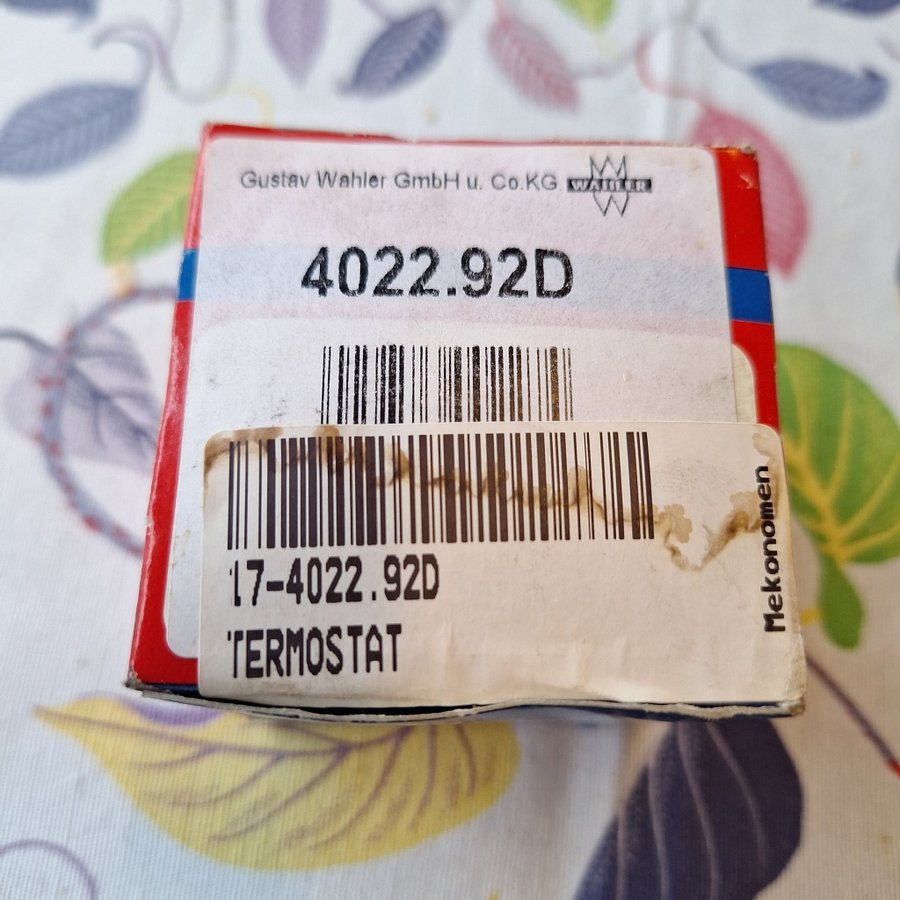 Gustav Wahler GmbH u. Co.KG. WAHLER
4022.92D
17-4022.92D
TERMOSTAT
Mekonomen